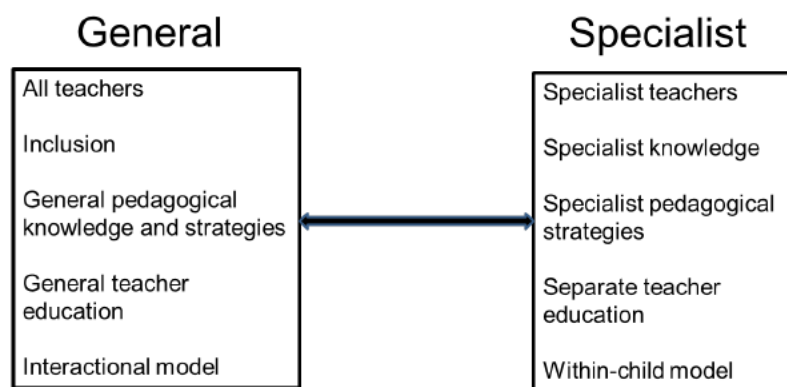 General
All teachers
Inclusion
General pedagogical
knowledge and strategies
General teacher
education
Interactional model
Specialist
Specialist teachers
Specialist knowledge
Specialist pedagogical
strategies
Separate teacher
education
Within-child model